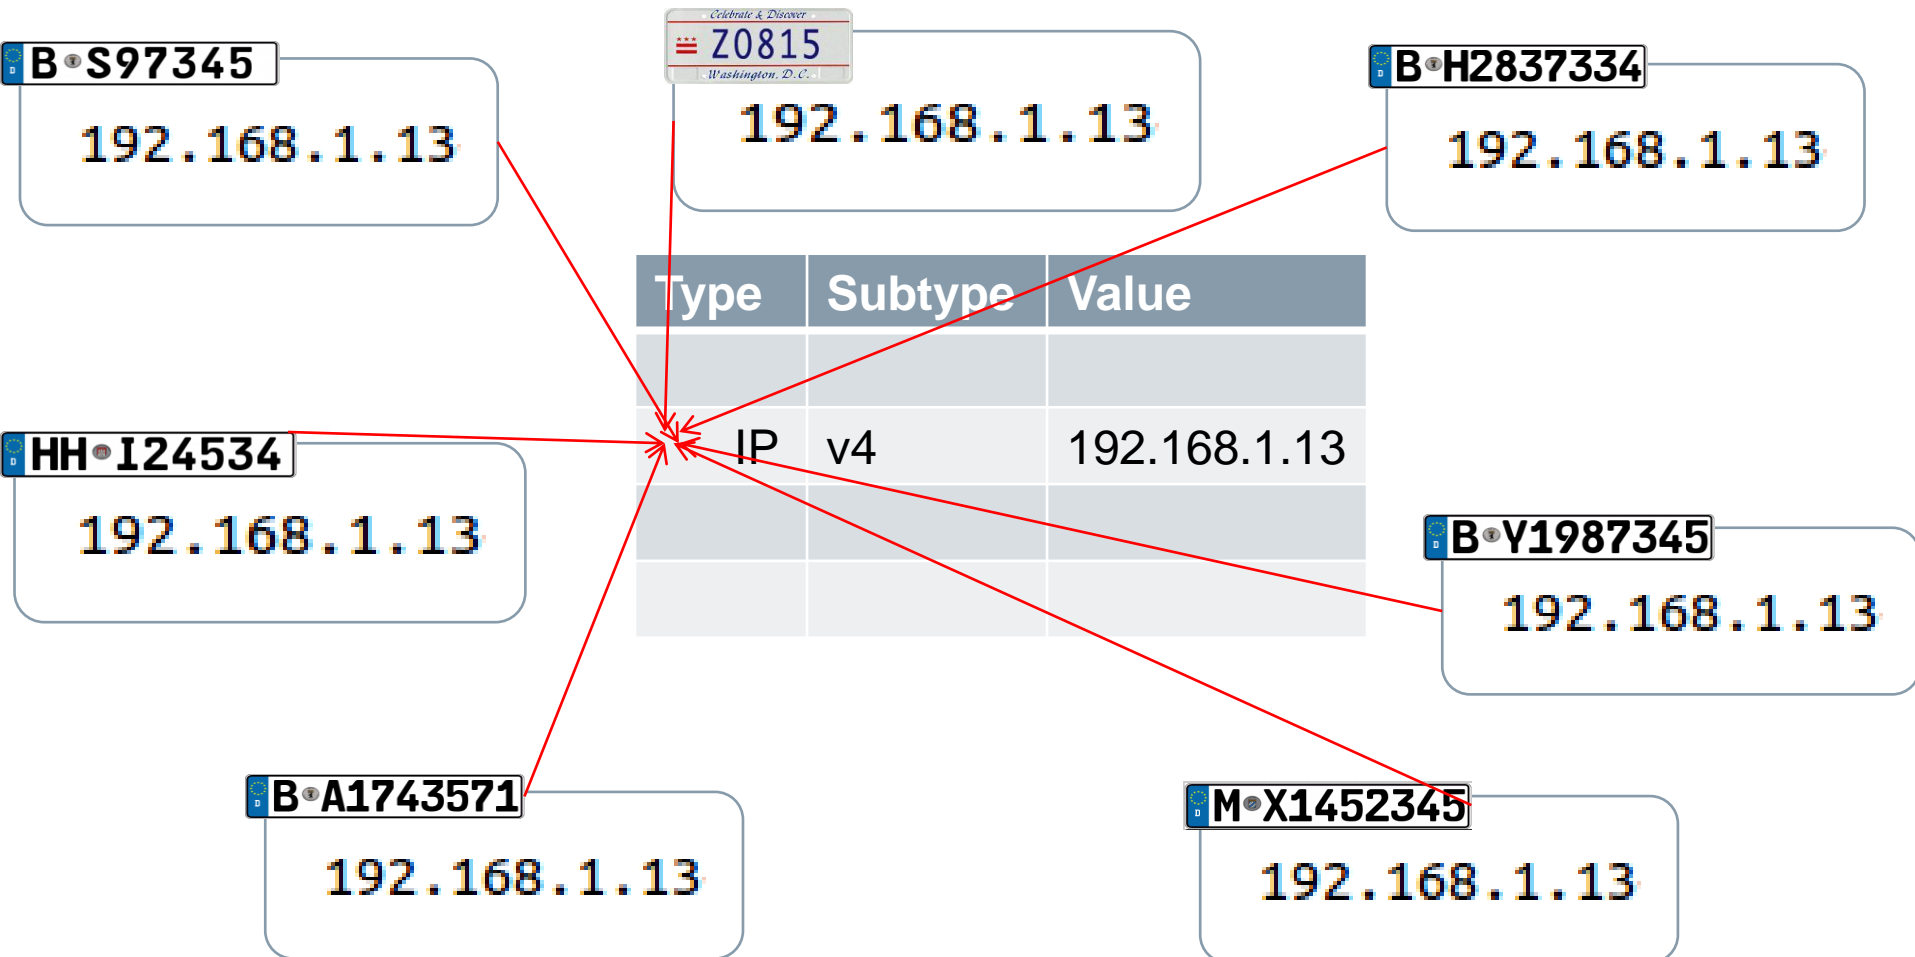 Celebrate & Discover
Z0815
Washington, D.C.
B S97345
B H2837334
192.168.1.13
192.168.1.13
192.168.1.13
Type Subtype Value
IP v4 192.168.1.13
HH I24534
192.168.1.13
B Y1987345
192.168.1.13
B A1743571
M X1452345
192.168.1.13
192.168.1.13